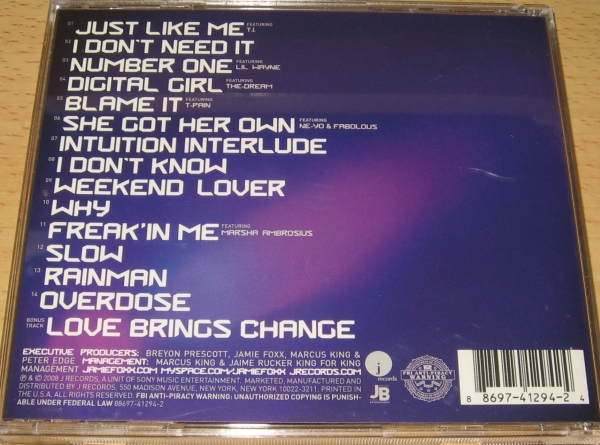 01 JUST LIKE ME FEATURING T.I.
02 I DON'T NEED IT
03 NUMBER ONE FEATURING LIL WAYNE
04 DIGITAL GIRL FEATURING THE-DREAM
05 BLAME IT FEATURING T-PAIN
06 SHE GOT HER OWN FEATURING NE-YO & FABOLOUS
07 INTUITION INTERLUDE
08 I DON'T KNOW
09 WEEKEND LOVER
10 WHY
11 FREAK'IN ME FEATURING MARSHA AMBROSIUS
12 SLOW
13 RAINMAN
14 OVERDOSE
BONUS TRACK LOVE BRINGS CHANGE
EXECUTIVE PRODUCERS: BREYON PRESCOTT, JAMIE FOXX, MARCUS KING &
PETER EDGE MANAGEMENT: MARCUS KING & JAIME RUCKER KING FOR KING
MANAGEMENT JAMIEFOXX.COM MYSPACE.COM/JAMIEFOXX JRECORDS.COM
℗ & © 2008 J RECORDS, A UNIT OF SONY MUSIC ENTERTAINMENT. MARKETED, MANUFACTURED AND
DISTRIBUTED BY J RECORDS, 550 MADISON AVENUE, NEW YORK, NEW YORK 10022-3211. PRINTED IN
THE U.S.A. ALL RIGHTS RESERVED. FBI ANTI-PIRACY WARNING: UNAUTHORIZED COPYING IS PUNISH-
ABLE UNDER FEDERAL LAW 88697-41294-2
j records
JB
FBI ANTI-PIRACY WARNING
8 88697-41294-2 4